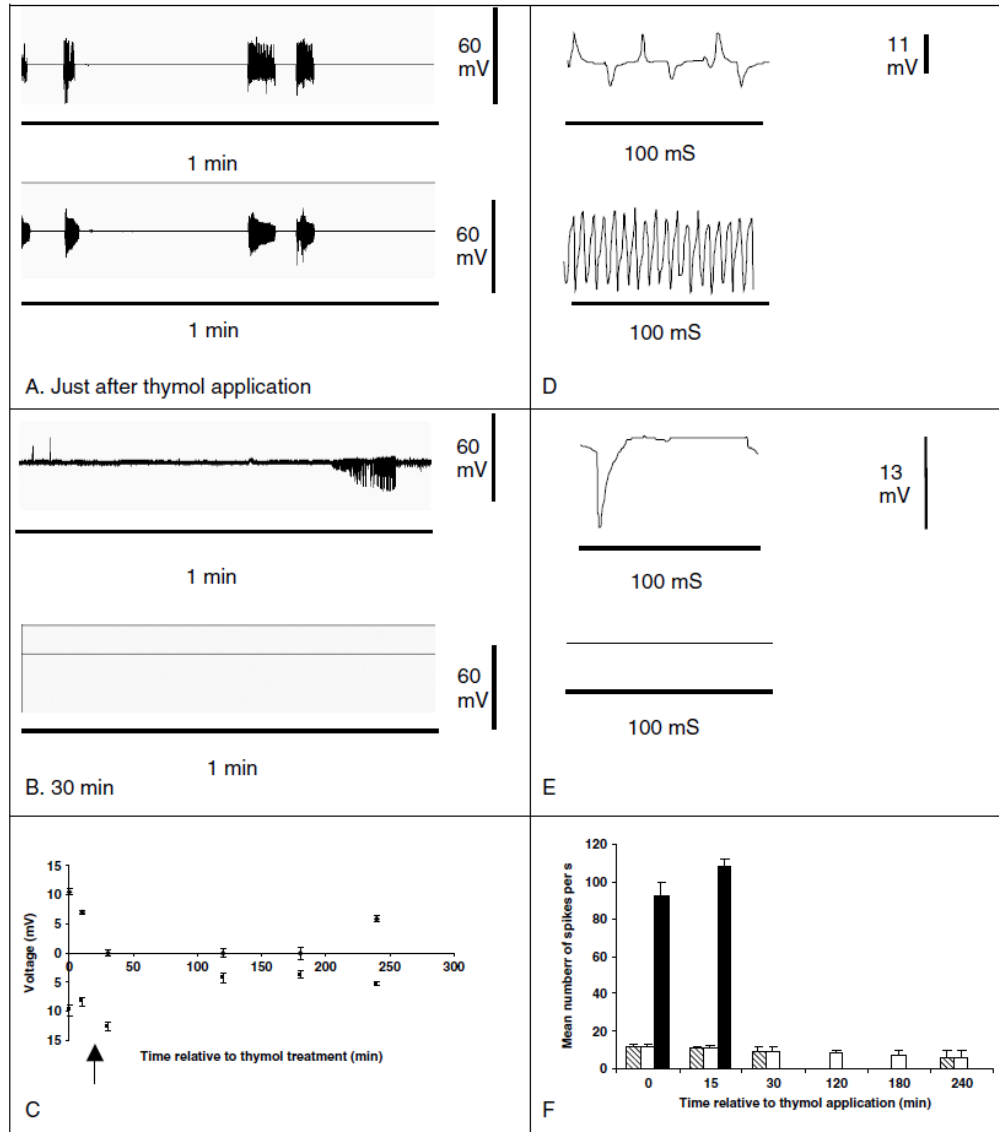 60
mV
1 min
60
mV
1 min
A. Just after thymol application
11
mV
100 mS
100 mS
D
60
mV
1 min
60
mV
1 min
B. 30 min
13
mV
100 mS
100 mS
E
15
10
5
0
5
10
15
Voltage (mV)
0 50 100 150 200 250 300
Time relative to thymol treatment (min)
C
120
100
80
60
40
20
0
Mean numberr of spikes per s
0 15 30 120 180 240
Time relative to thymol application (min)
F